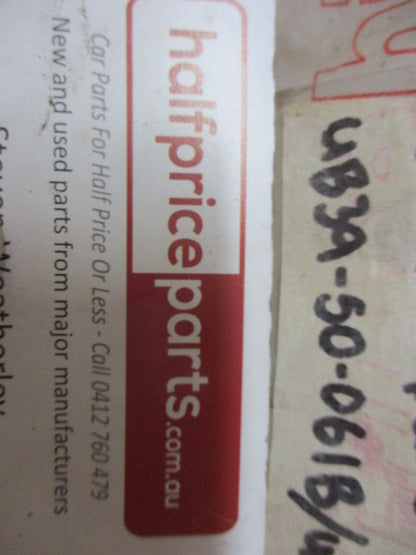 halfpriceparts.com.au
Car Parts For Half Price Or Less - Call 0412 760 479
New and used parts from major manufacturers
UB39-50-061B/